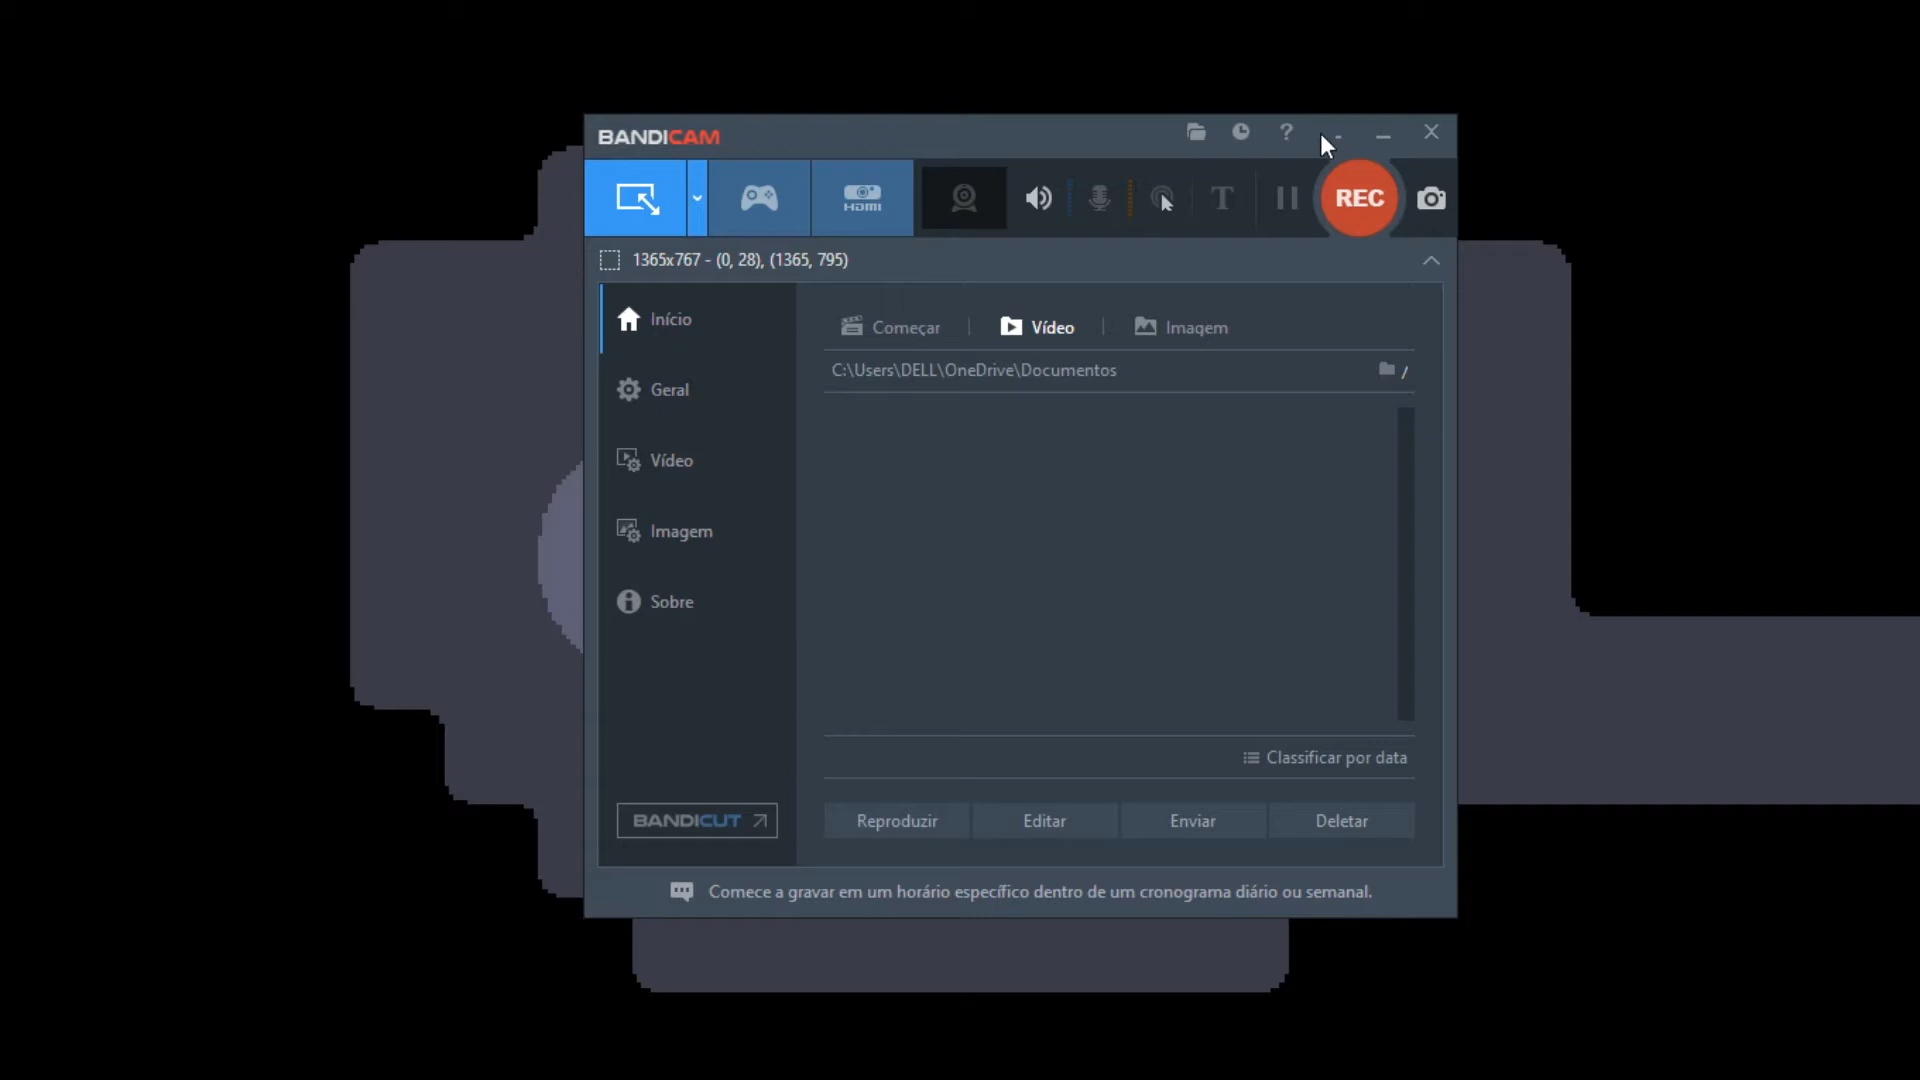 BANDICAM
?
HDMI
T
REC
1365x767 - (0, 28), (1365, 795)
Início
Geral
Vídeo
Imagem
Sobre
BANDICUT
Começar
Vídeo
Imagem
C:\Users\DELL\OneDrive\Documentos
/
Classificar por data
Reproduzir
Editar
Enviar
Deletar
Comece a gravar em um horário específico dentro de um cronograma diário ou semanal.